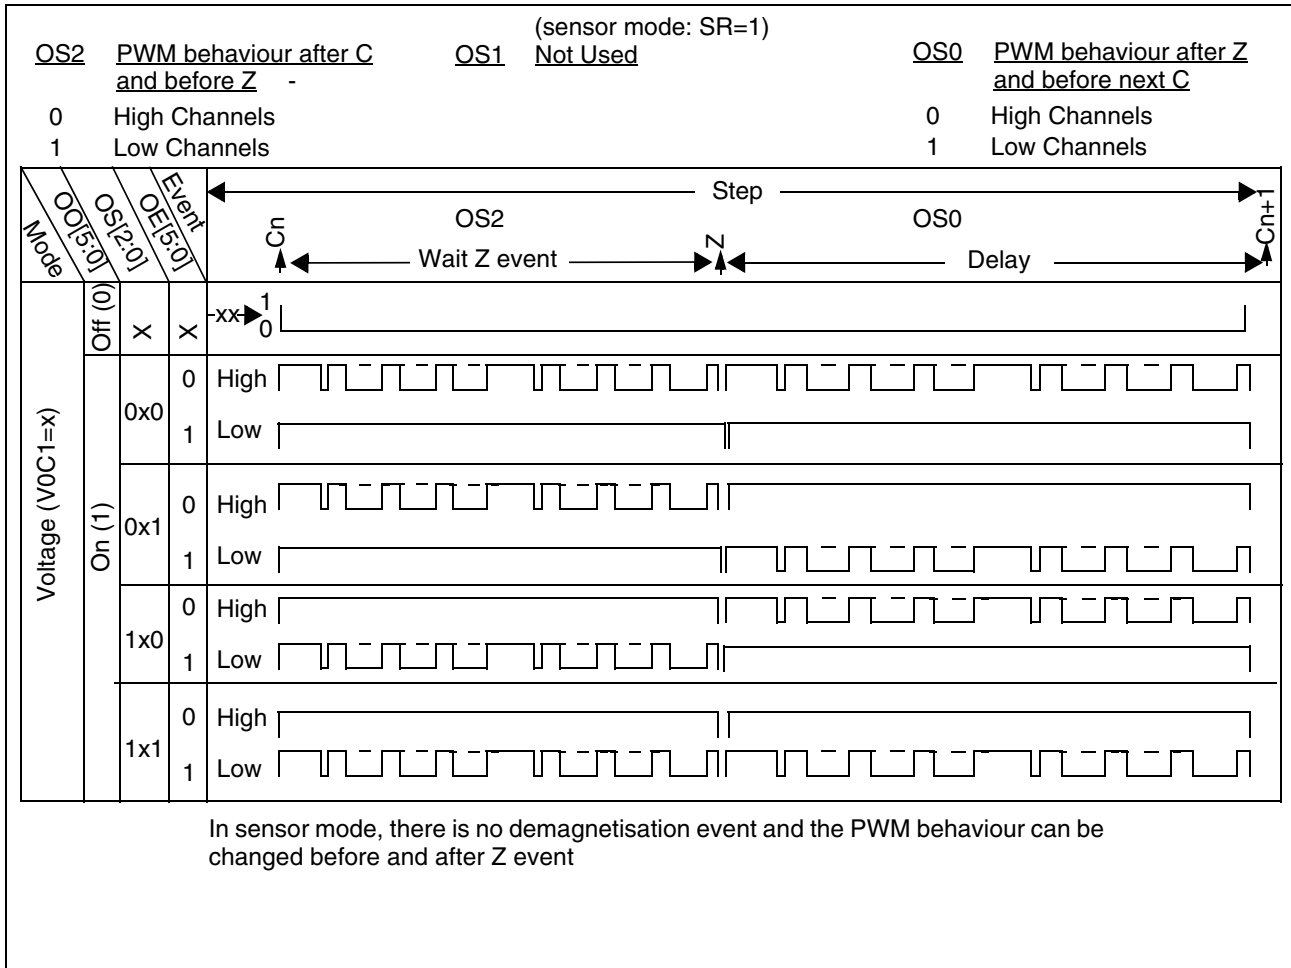 (sensor mode: SR=1)
OS2 PWM behaviour after C and before Z -
0 High Channels
1 Low Channels
OS1 Not Used
OS0 PWM behaviour after Z and before next C
0 High Channels
1 Low Channels
Mode
OO[5:0]
OS[2:0]
OE[5:0]
Event
Step
OS2
OS0
Cn
Wait Z event
Z
Delay
Cn+1
Voltage (V0C1=x)
Off (0)
X
X
xx
1
0
On (1)
0x0
0 High
1 Low
0x1
0 High
1 Low
1x0
0 High
1 Low
1x1
0 High
1 Low
In sensor mode, there is no demagnetisation event and the PWM behaviour can be
changed before and after Z event